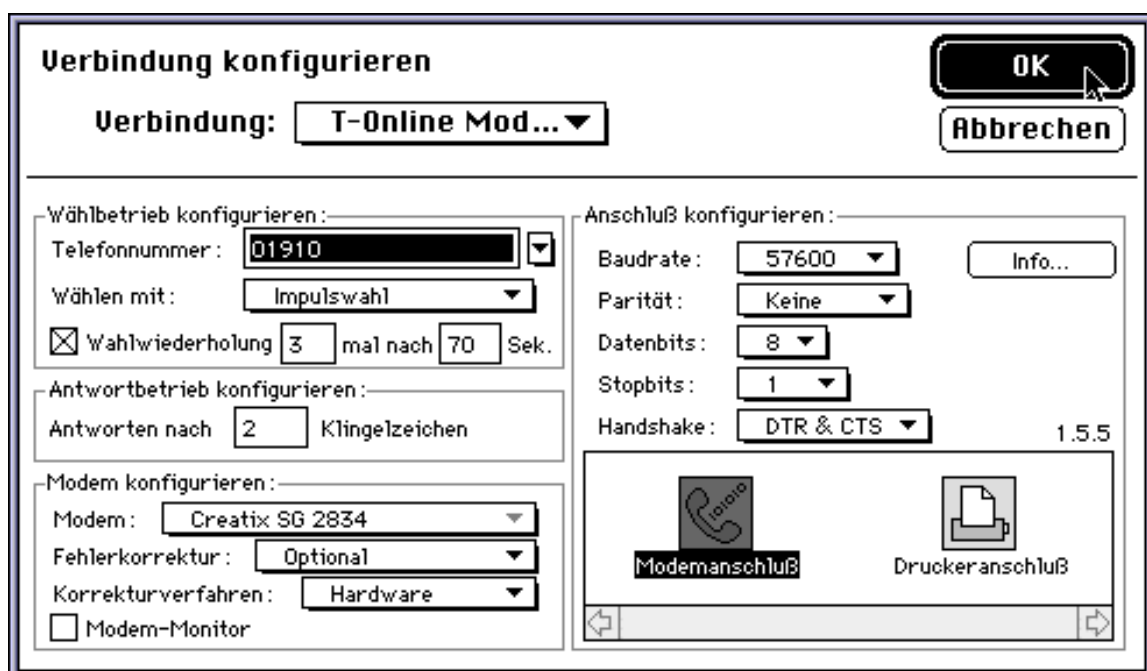 Verbindung konfigurieren
OK
Verbindung: T-Online Mod...
Abbrechen
Wählbetrieb konfigurieren:
Telefonnummer: 01910
Wählen mit: Impulswahl
Wahlwiederholung 3 mal nach 70 Sek.
Antwortbetrieb konfigurieren:
Antworten nach 2 Klingelzeichen
Modem konfigurieren:
Modem: Creatix SG 2834
Fehlerkorrektur: Optional
Korrekturverfahren: Hardware
Modem-Monitor
Anschluß konfigurieren:
Baudrate: 57600 Info...
Parität: Keine
Datenbits: 8
Stopbits: 1
Handshake: DTR & CTS 1.5.5
Modemanschluß Druckeranschluß